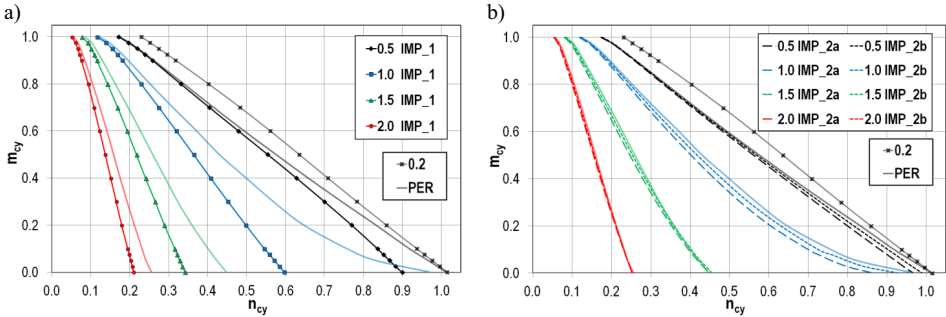 a)
1.0
0.8
0.6
0.4
0.2
0.0
m_cy
0.0 0.1 0.2 0.3 0.4 0.5 0.6 0.7 0.8 0.9 1.0
n_cy
0.5 IMP_1
1.0 IMP_1
1.5 IMP_1
2.0 IMP_1
0.2
PER
b)
1.0
0.8
0.6
0.4
0.2
0.0
m_cy
0.0 0.1 0.2 0.3 0.4 0.5 0.6 0.7 0.8 0.9 1.0
n_cy
0.5 IMP_2a 0.5 IMP_2b
1.0 IMP_2a 1.0 IMP_2b
1.5 IMP_2a 1.5 IMP_2b
2.0 IMP_2a 2.0 IMP_2b
0.2
PER